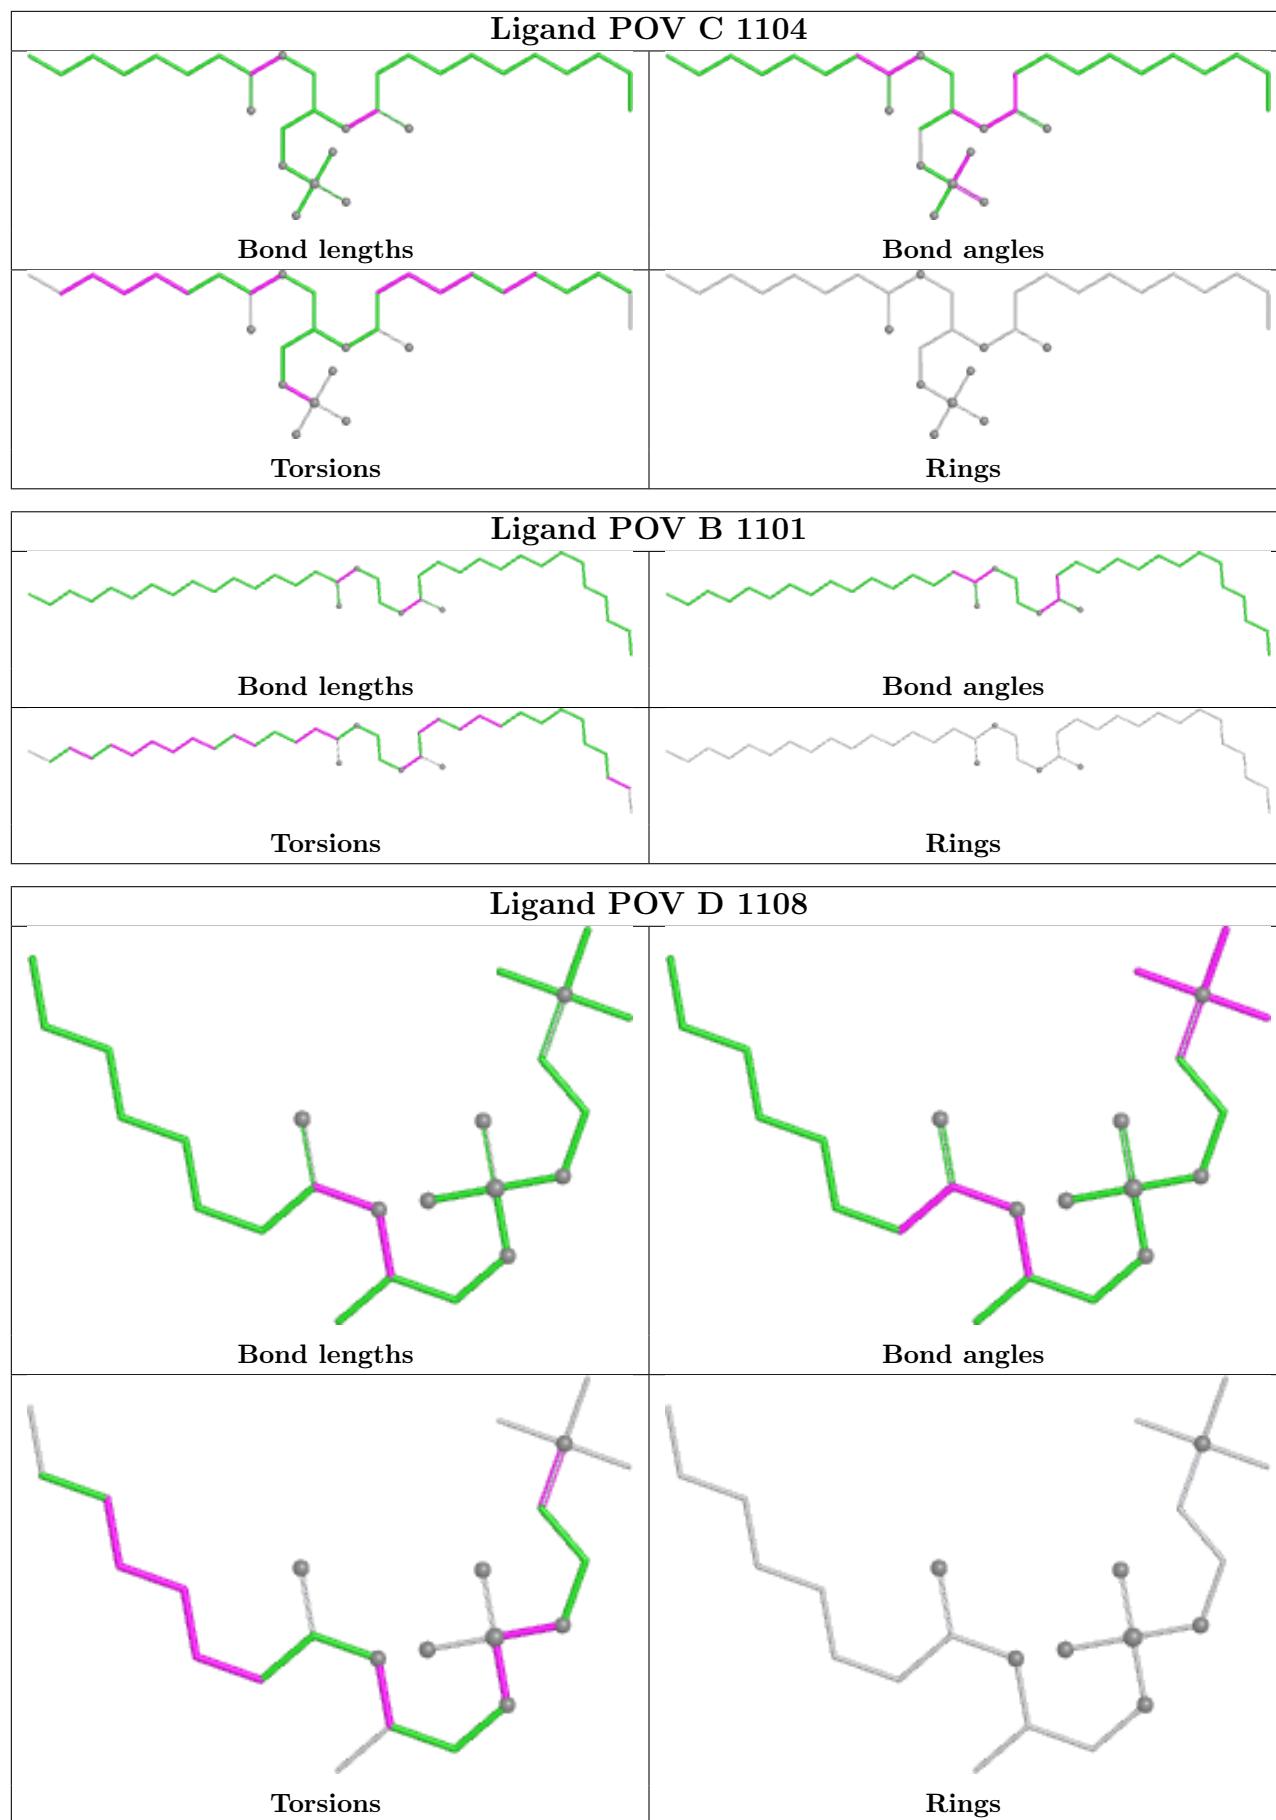 Ligand POV C 1104
Bond lengths
Bond angles
Torsions
Rings
Ligand POV B 1101
Bond lengths
Bond angles
Torsions
Rings
Ligand POV D 1108
Bond lengths
Bond angles
Torsions
Rings